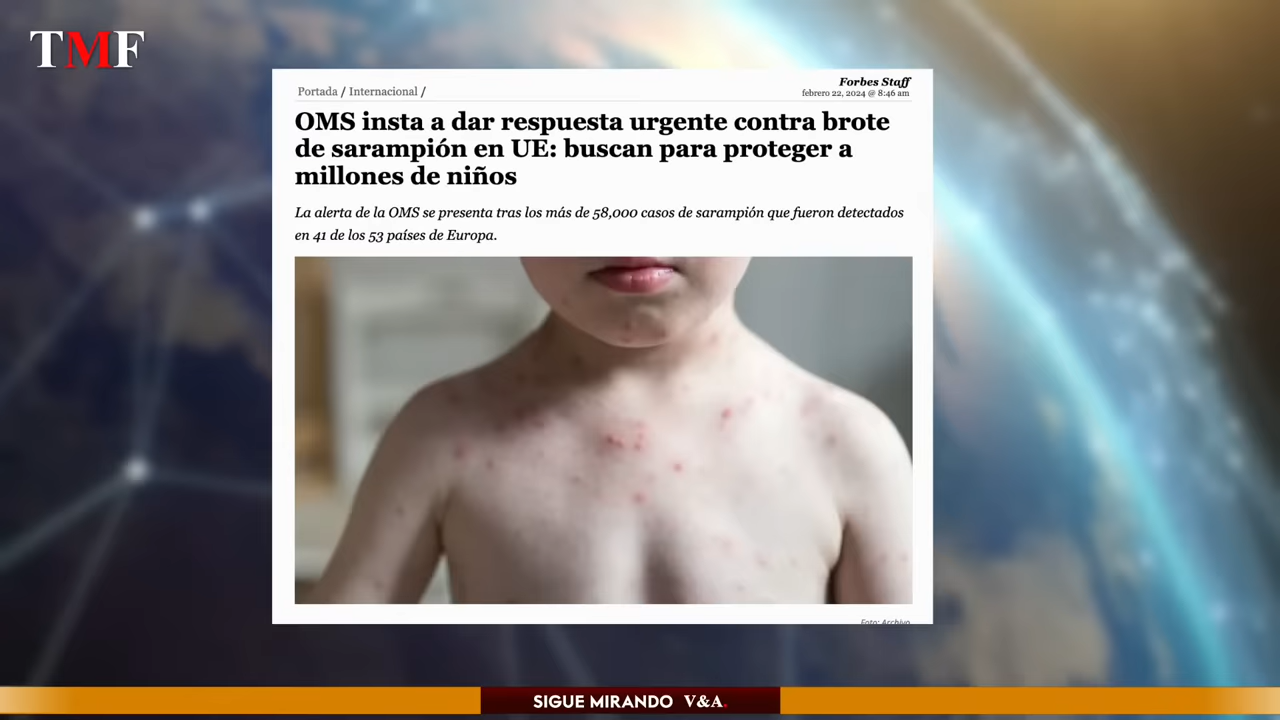 TMF
Portada / Internacional /
Forbes Staff
febrero 22, 2024 @ 8:46 am
OMS insta a dar respuesta urgente contra brote
de sarampión en UE: buscan para proteger a
millones de niños
La alerta de la OMS se presenta tras los más de 58,000 casos de sarampión que fueron detectados
en 41 de los 53 países de Europa.
Foto: Archivo
SIGUE MIRANDO V&A.